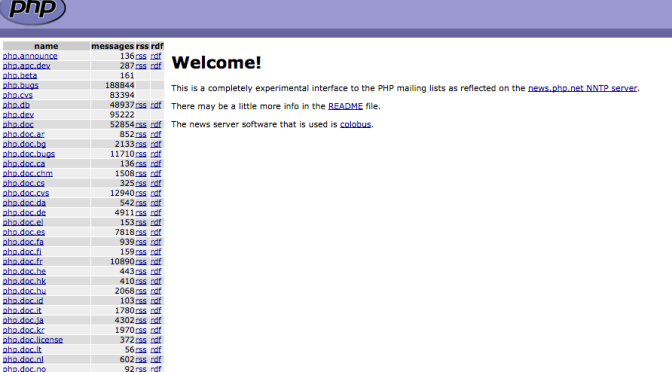 php
name messages rss rdf
php.announce 136 rss rdf
php.apc.dev 287 rss rdf
php.beta 161
php.bugs 188844
php.cvs 83394
php.db 48937 rss rdf
php.dev 95222
php.doc 52854 rss rdf
php.doc.ar 852 rss rdf
php.doc.bg 2133 rss rdf
php.doc.bugs 11710 rss rdf
php.doc.ca 136 rss rdf
php.doc.chm 1508 rss rdf
php.doc.cs 325 rss rdf
php.doc.cvs 12940 rss rdf
php.doc.da 542 rss rdf
php.doc.de 4911 rss rdf
php.doc.el 153 rss rdf
php.doc.es 7818 rss rdf
php.doc.fa 939 rss rdf
php.doc.fi 159 rss rdf
php.doc.fr 10890 rss rdf
php.doc.he 443 rss rdf
php.doc.hk 410 rss rdf
php.doc.hu 2068 rss rdf
php.doc.id 103 rss rdf
php.doc.it 1780 rss rdf
php.doc.ja 4302 rss rdf
php.doc.kr 1970 rss rdf
php.doc.license 372 rss rdf
php.doc.lt 56 rss rdf
php.doc.nl 602 rss rdf
php.doc.no 92 rss rdf
Welcome!
This is a completely experimental interface to the PHP mailing lists as reflected on the news.php.net NNTP server.
There may be a little more info in the README file.
The news server software that is used is colobus.